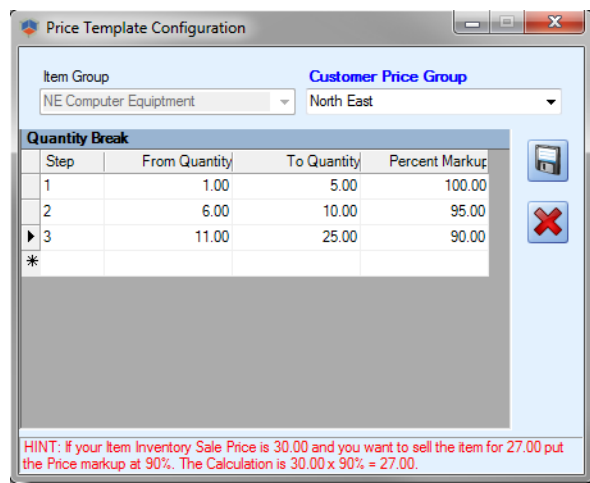 Price Template Configuration
Item Group Customer Price Group
NE Computer Equiptment North East
Quantity Break
Step From Quantity To Quantity Percent Markup
1 1.00 5.00 100.00
2 6.00 10.00 95.00
3 11.00 25.00 90.00
HINT: If your Item Inventory Sale Price is 30.00 and you want to sell the item for 27.00 put
the Price markup at 90%. The Calculation is 30.00 x 90% = 27.00.